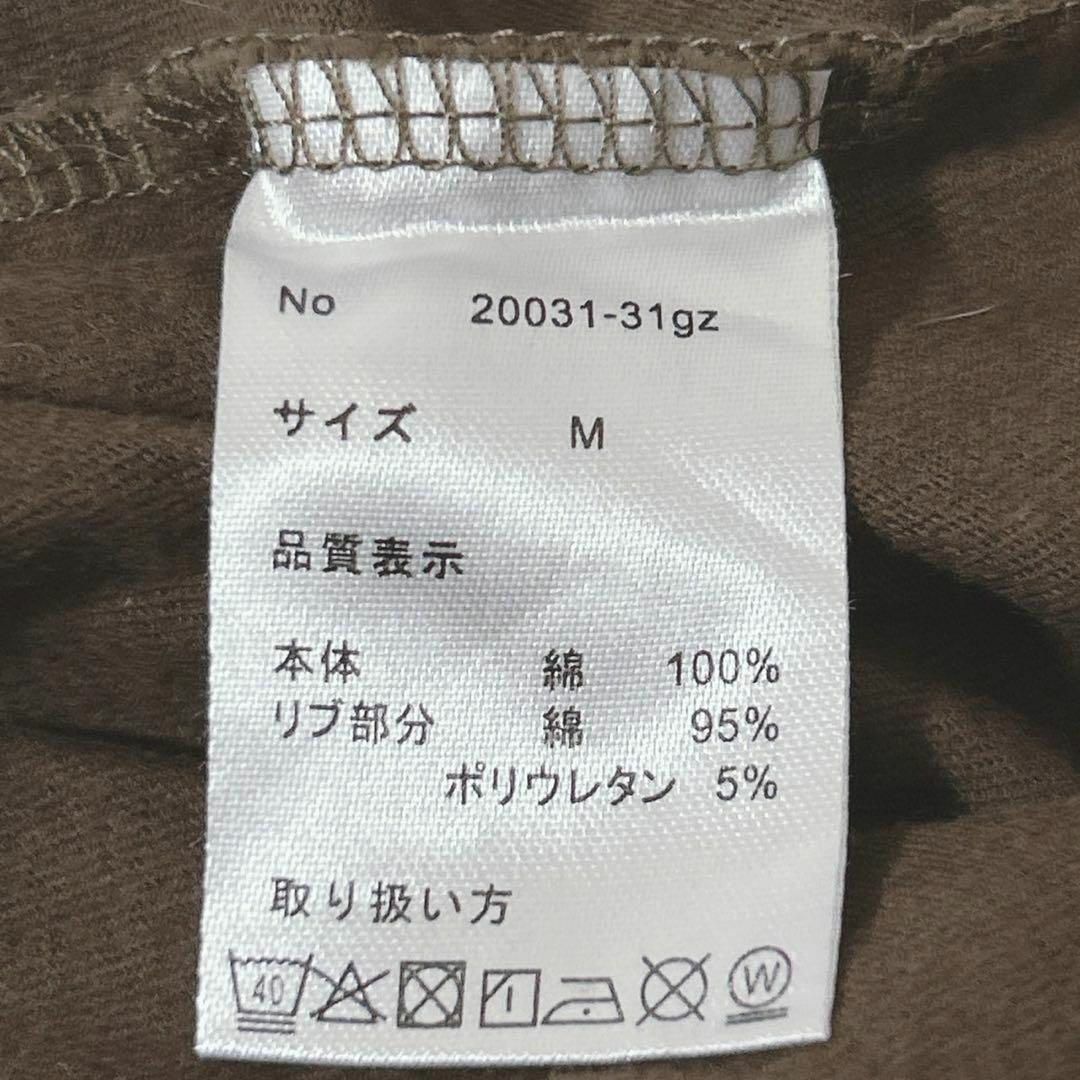 No 20031-31gz
サイズ M
品質表示
本体 綿 100%
リブ部分 綿 95%
ポリウレタン 5%
取り扱い方
40 W